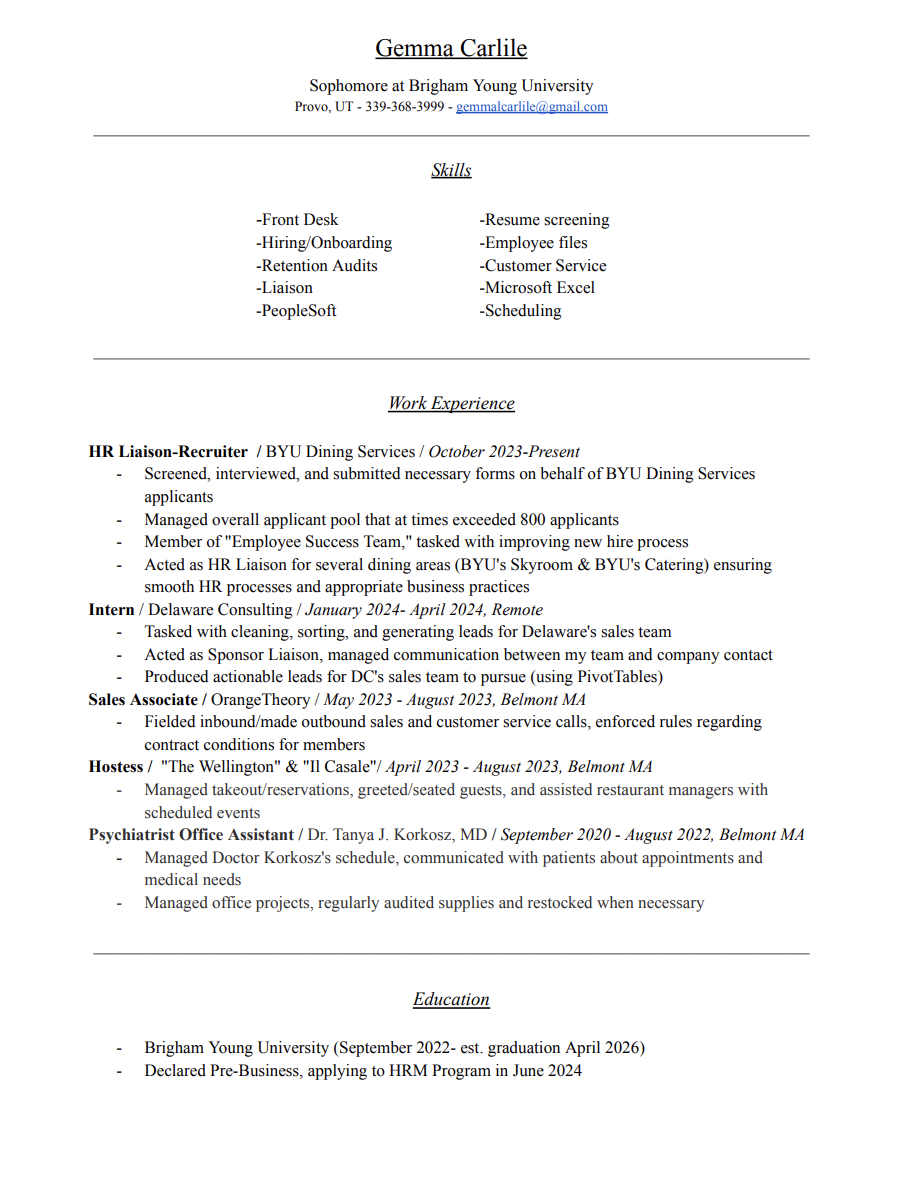 Gemma Carlile
Sophomore at Brigham Young University
Provo, UT - 339-368-3999 - gemmalcarlile@gmail.com
Skills
-Front Desk
-Hiring/Onboarding
-Retention Audits
-Liaison
-PeopleSoft
-Resume screening
-Employee files
-Customer Service
-Microsoft Excel
-Scheduling
Work Experience
HR Liaison-Recruiter / BYU Dining Services / October 2023-Present
- Screened, interviewed, and submitted necessary forms on behalf of BYU Dining Services
applicants
- Managed overall applicant pool that at times exceeded 800 applicants
- Member of "Employee Success Team," tasked with improving new hire process
- Acted as HR Liaison for several dining areas (BYU's Skyroom & BYU's Catering) ensuring
smooth HR processes and appropriate business practices
Intern / Delaware Consulting / January 2024- April 2024, Remote
- Tasked with cleaning, sorting, and generating leads for Delaware's sales team
- Acted as Sponsor Liaison, managed communication between my team and company contact
- Produced actionable leads for DC's sales team to pursue (using PivotTables)
Sales Associate / OrangeTheory / May 2023 - August 2023, Belmont MA
- Fielded inbound/made outbound sales and customer service calls, enforced rules regarding
contract conditions for members
Hostess / "The Wellington" & "Il Casale"/ April 2023 - August 2023, Belmont MA
- Managed takeout/reservations, greeted/seated guests, and assisted restaurant managers with
scheduled events
Psychiatrist Office Assistant / Dr. Tanya J. Korkosz, MD / September 2020 - August 2022, Belmont MA
- Managed Doctor Korkosz's schedule, communicated with patients about appointments and
medical needs
- Managed office projects, regularly audited supplies and restocked when necessary
Education
- Brigham Young University (September 2022- est. graduation April 2026)
- Declared Pre-Business, applying to HRM Program in June 2024